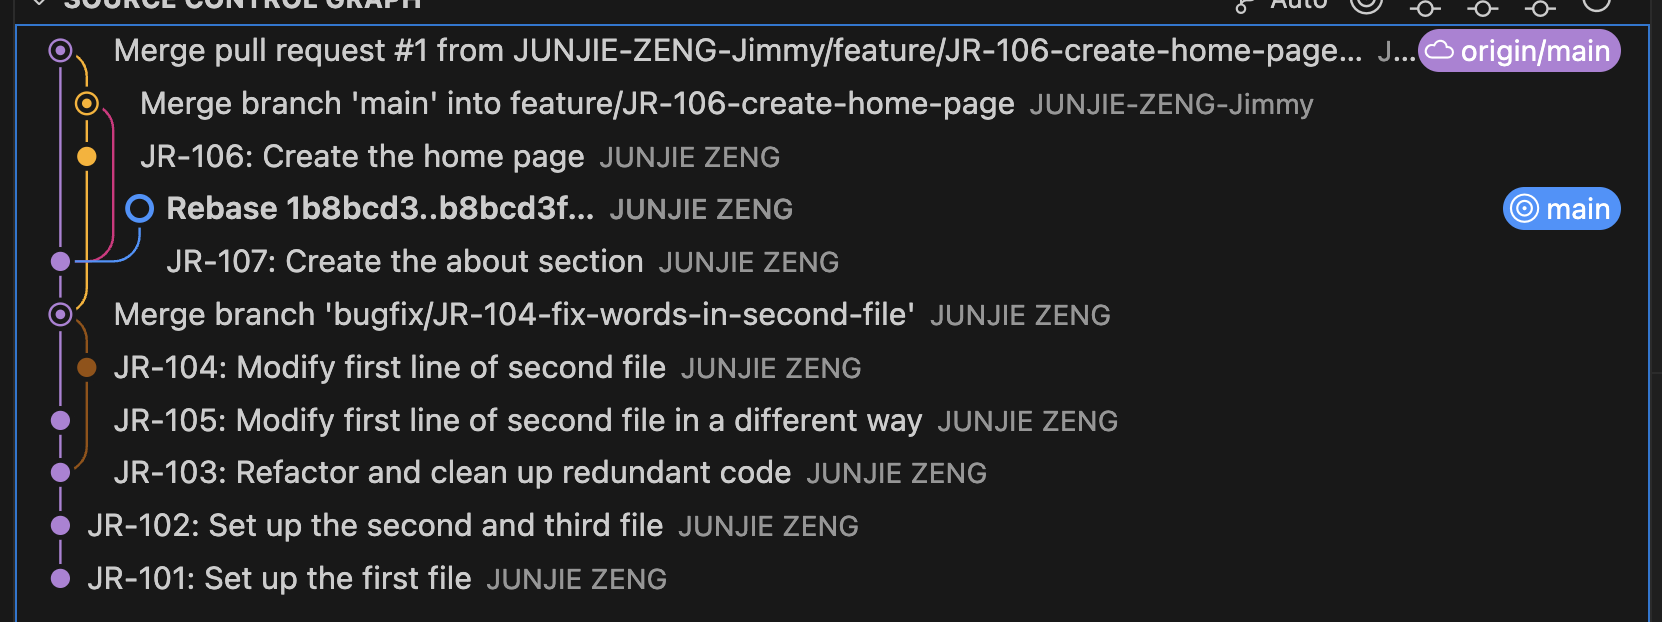 SOURCE CONTROL GRAPH Auto
Merge pull request #1 from JUNJIE-ZENG-Jimmy/feature/JR-106-create-home-page... J... origin/main
Merge branch 'main' into feature/JR-106-create-home-page JUNJIE-ZENG-Jimmy
JR-106: Create the home page JUNJIE ZENG
Rebase 1b8bcd3..b8bcd3f... JUNJIE ZENG main
JR-107: Create the about section JUNJIE ZENG
Merge branch 'bugfix/JR-104-fix-words-in-second-file' JUNJIE ZENG
JR-104: Modify first line of second file JUNJIE ZENG
JR-105: Modify first line of second file in a different way JUNJIE ZENG
JR-103: Refactor and clean up redundant code JUNJIE ZENG
JR-102: Set up the second and third file JUNJIE ZENG
JR-101: Set up the first file JUNJIE ZENG